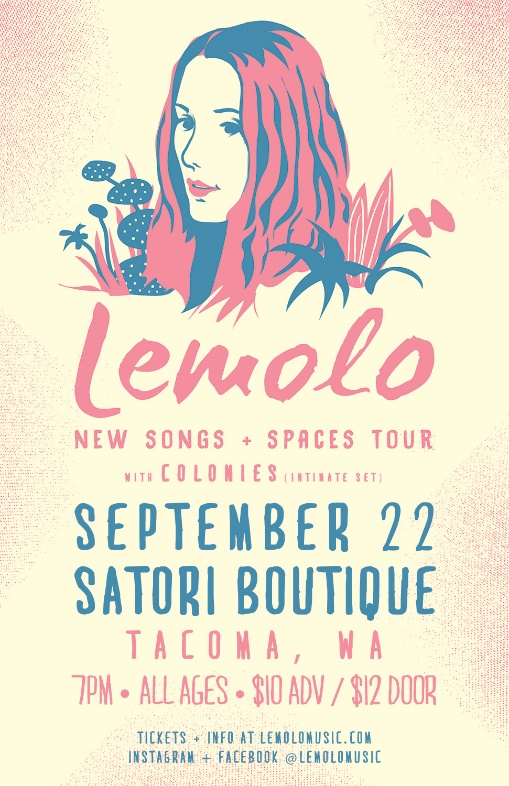 Lemolo
NEW SONGS + SPACES TOUR
WITH COLONIES (INTIMATE SET)
SEPTEMBER 22
SATORI BOUTIQUE
TACOMA, WA
7PM • ALL AGES • $10 ADV / $12 DOOR
TICKETS + INFO AT LEMOLOMUSIC.COM
INSTAGRAM + FACEBOOK @LEMOLOMUSIC